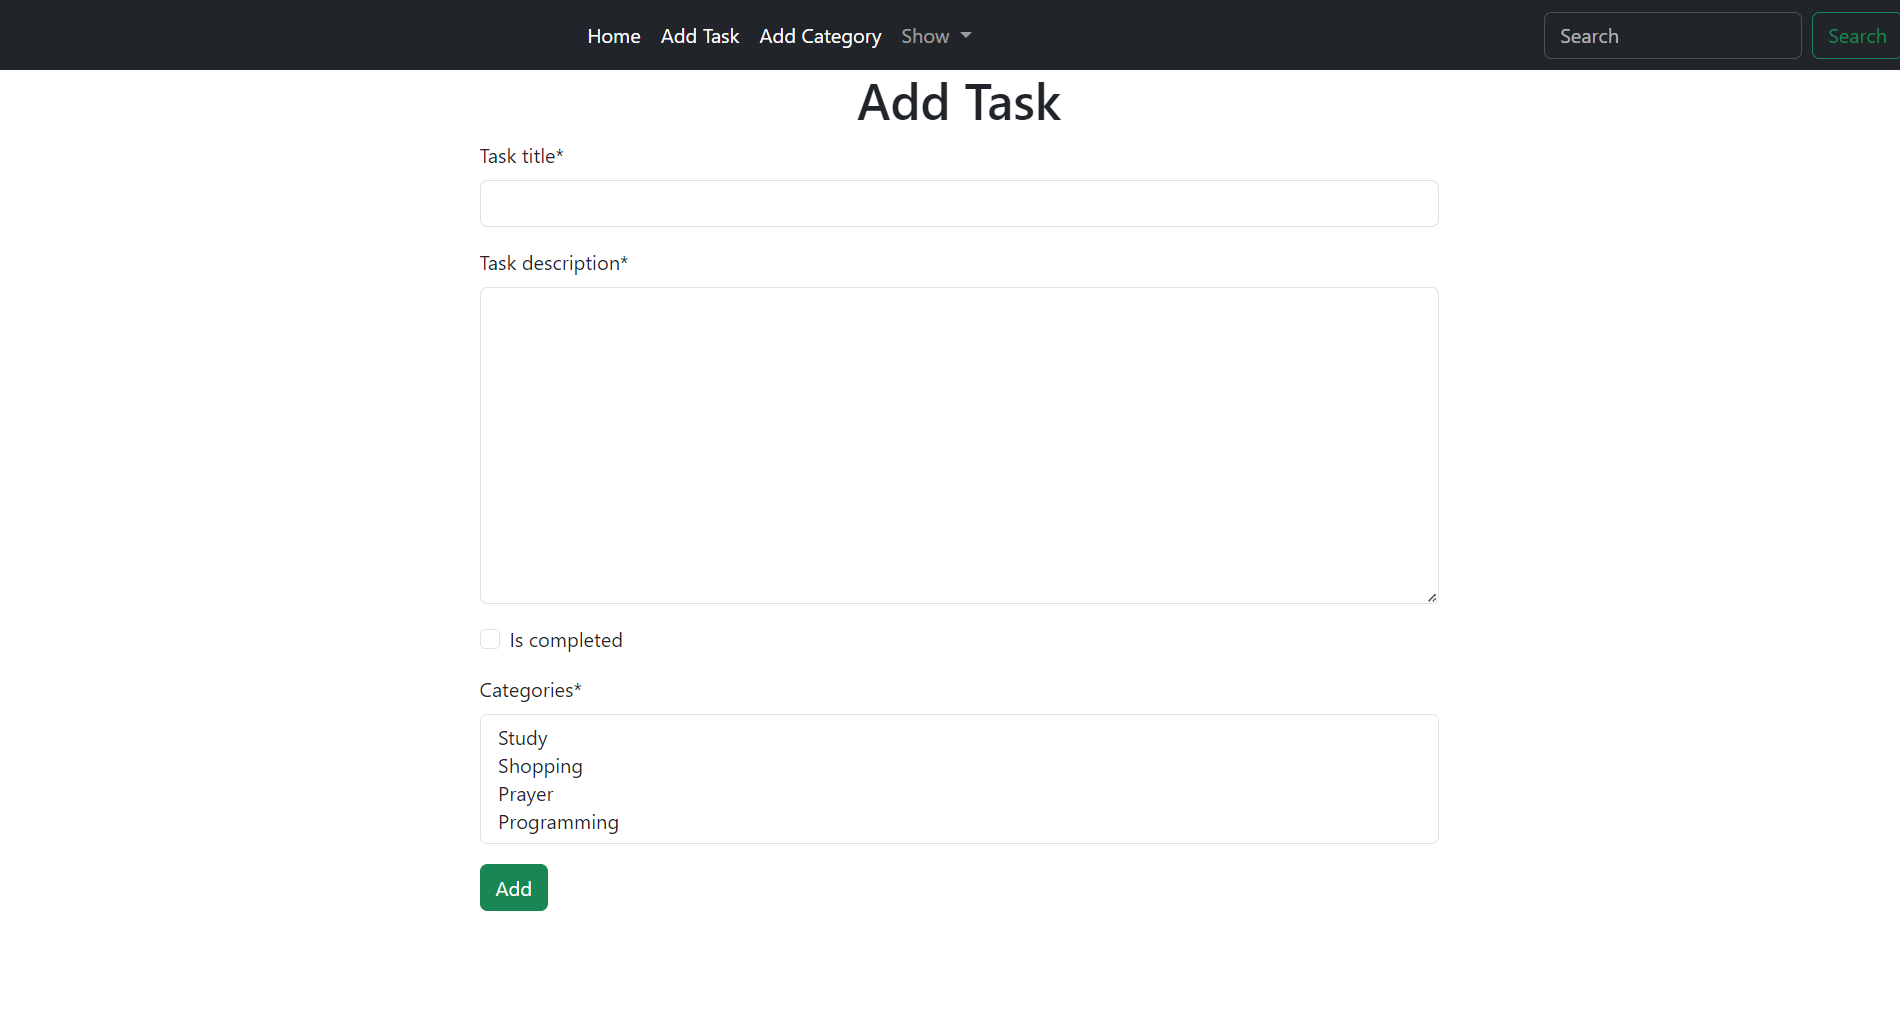 Home Add Task Add Category Show Search Search
Add Task
Task title*
Task description*
Is completed
Categories*
Study
Shopping
Prayer
Programming
Add